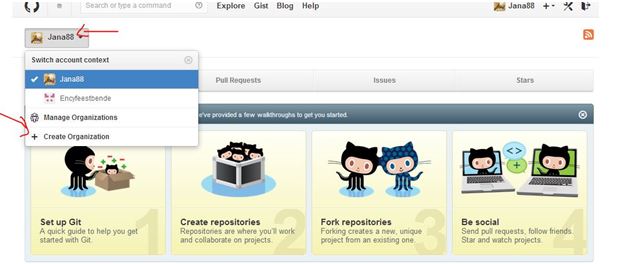 Search or type a command
Explore Gist Blog Help
Jana88
Jana88
Switch account context
Jana88
Encyfeestbende
Manage Organizations
Create Organization
Pull Requests
Issues
Stars
we've provided a few walkthroughs to get you started.
Set up Git
A quick guide to help you get started with Git.
1
Create repositories
Repositories are where you'll work and collaborate on projects.
2
Fork repositories
Forking creates a new, unique project from an existing one.
3
Be social
Send pull requests, follow friends. Star and watch projects.
4